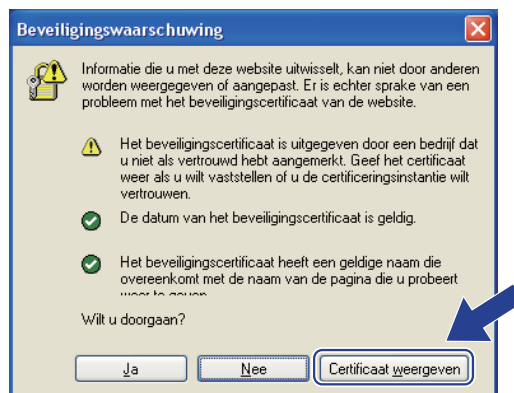 Beveiligingswaarschuwing
Informatie die u met deze website uitwisselt, kan niet door anderen
worden weergegeven of aangepast. Er is echter sprake van een
probleem met het beveiligingscertificaat van de website.
Het beveiligingscertificaat is uitgegeven door een bedrijf dat
u niet als vertrouwd hebt aangemerkt. Geef het certificaat
weer als u wilt vaststellen of u de certificeringsinstantie wilt
vertrouwen.
De datum van het beveiligingscertificaat is geldig.
Het beveiligingscertificaat heeft een geldige naam die
overeenkomt met de naam van de pagina die u probeert
Wilt u doorgaan?
Ja
Nee
Certificaat weergeven